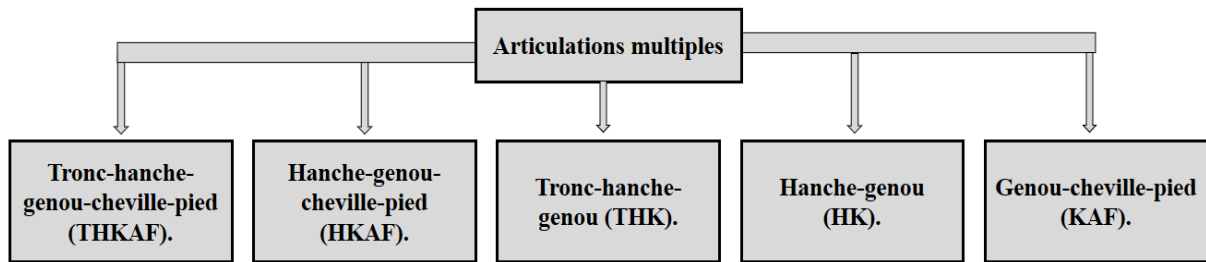 Articulations multiples
Tronc-hanche-
genou-cheville-pied
(THKAF).
Hanche-genou-
cheville-pied
(HKAF).
Tronc-hanche-
genou (THK).
Hanche-genou
(HK).
Genou-cheville-pied
(KAF).